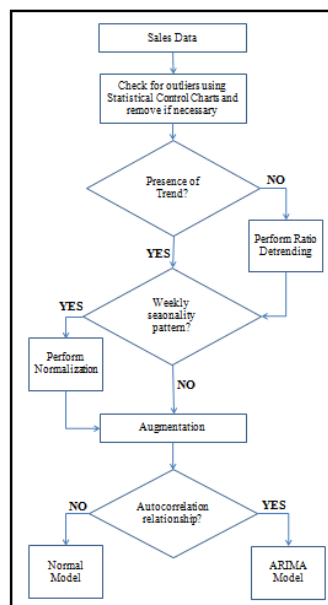 Sales Data
Check for outliers using
Statistical Control Charts and
remove if necessary
Presence of
Trend?
NO
Perform Ratio
Detrending
YES
Weekly
seaonality
pattern?
YES
Perform
Normalization
NO
Augmentation
Autocorrelation
relationship?
NO
YES
Normal
Model
ARIMA
Model